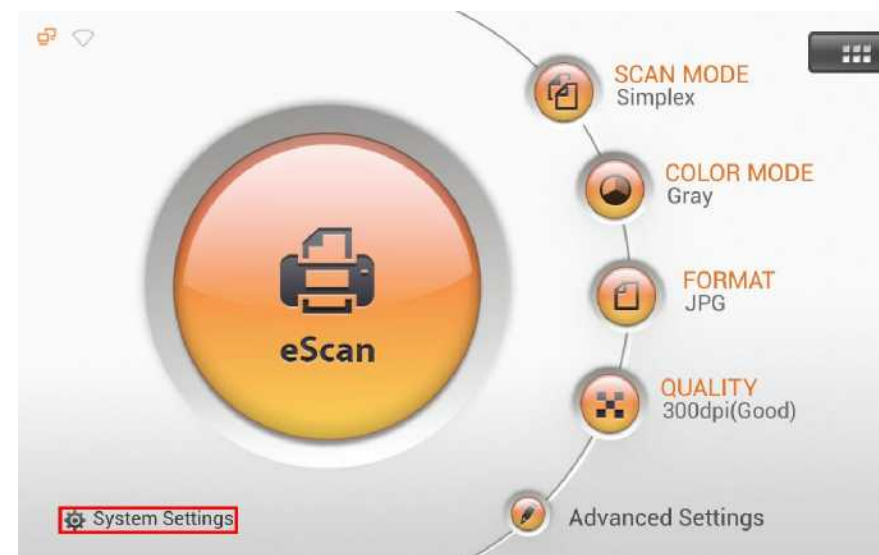 SCAN MODE
Simplex
COLOR MODE
Gray
FORMAT
JPG
eScan
QUALITY
300dpi(Good)
System Settings
Advanced Settings